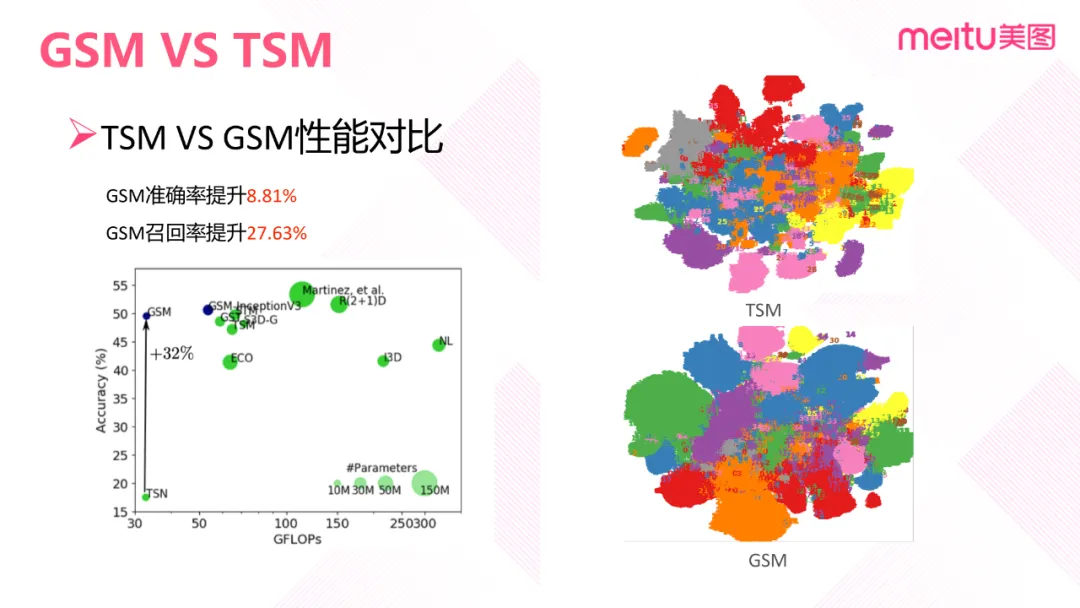 GSM VS TSM
meitu美图
TSM VS GSM性能对比
GSM准确率提升8.81%
GSM召回率提升27.63%
Accuracy (%)
55
50
45
40
35
30
25
20
15
30
50
100
150
250
300
GFLOPs
GSM
+32%
TSN
GSM-InceptionV3
STM
GST
S3D-G
TSM
ECO
Martinez, et al.
R(2+1)D
I3D
NL
#Parameters
10M
30M
50M
150M
TSM
GSM